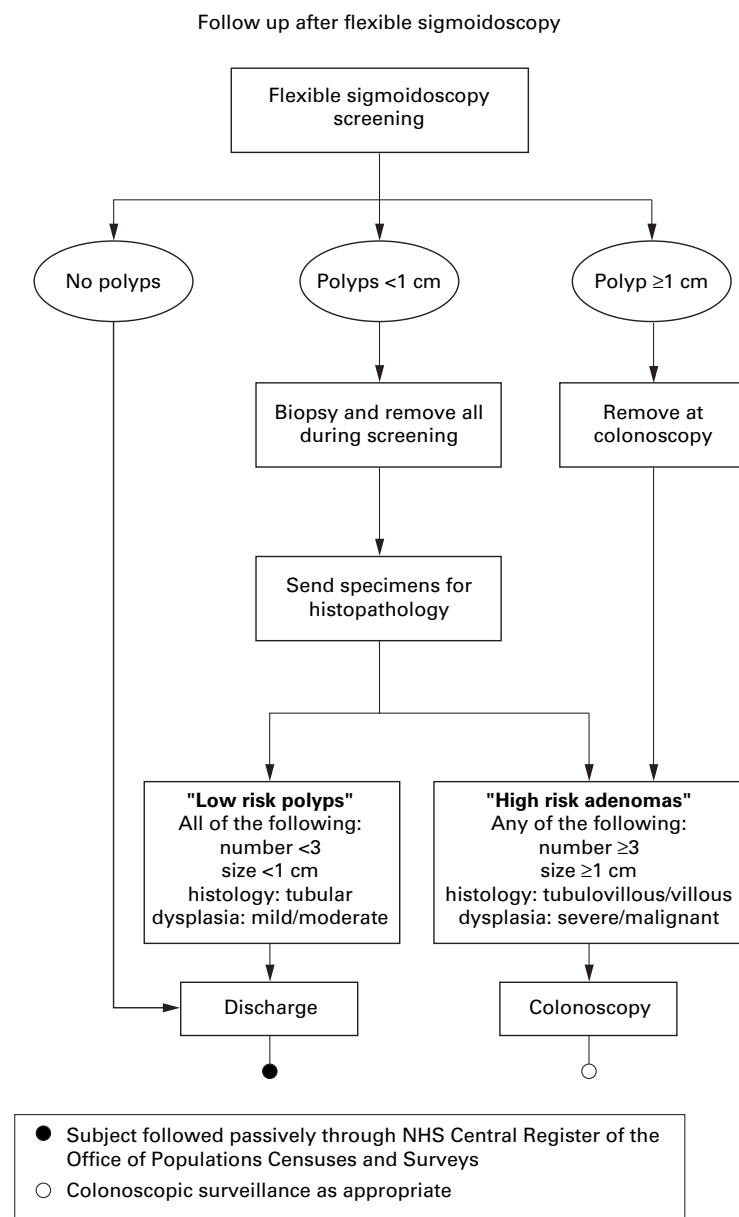 Follow up after flexible sigmoidoscopy
Flexible sigmoidoscopy
screening
No polyps
Polyps <1 cm
Polyp ≥1 cm
Biopsy and remove all
during screening
Remove at
colonoscopy
Send specimens for
histopathology
"Low risk polyps"
All of the following:
number <3
size <1 cm
histology: tubular
dysplasia: mild/moderate
"High risk adenomas"
Any of the following:
number ≥3
size ≥1 cm
histology: tubulovillous/villous
dysplasia: severe/malignant
Discharge
Colonoscopy
Subject followed passively through NHS Central Register of the
Office of Populations Censuses and Surveys
Colonoscopic surveillance as appropriate